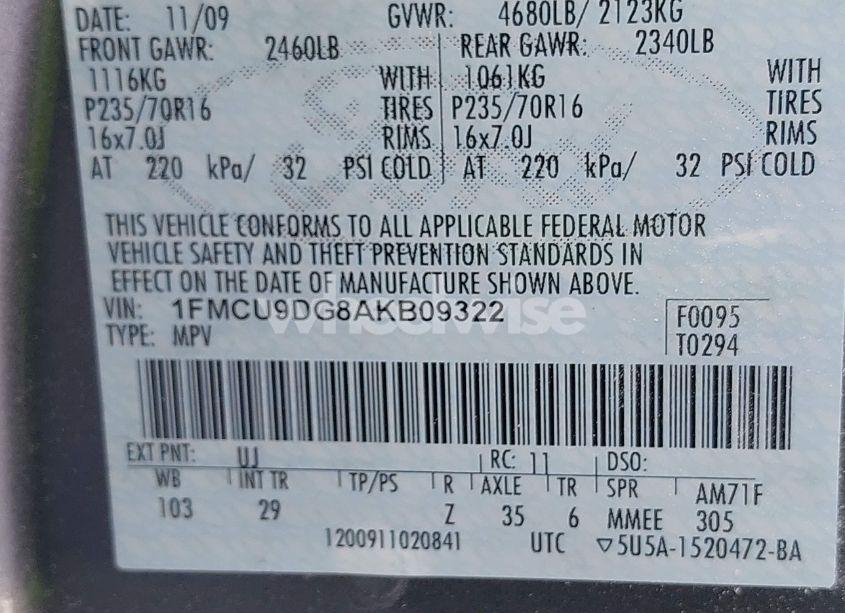 DATE: 11/09 GVWR: 4680LB/ 2123KG
FRONT GAWR: 2460LB REAR GAWR: 2340LB
1116KG WITH 1061KG WITH
P235/70R16 TIRES P235/70R16 TIRES
16x7.0J RIMS 16x7.0J RIMS
AT 220 kPa/ 32 PSI COLD AT 220 kPa/ 32 PSI COLD
THIS VEHICLE CONFORMS TO ALL APPLICABLE FEDERAL MOTOR
VEHICLE SAFETY AND THEFT PREVENTION STANDARDS IN
EFFECT ON THE DATE OF MANUFACTURE SHOWN ABOVE.
VIN: 1FMCU9DG8AKB09322 F0095
TYPE: MPV T0294
wheelwise
EXT PNT: UJ RC: 11 DSO:
WB INT TR TP/PS R AXLE TR SPR AM71F
103 29 Z 35 6 MMEE 305
1200911020841 UTC ▽5U5A-1520472-BA